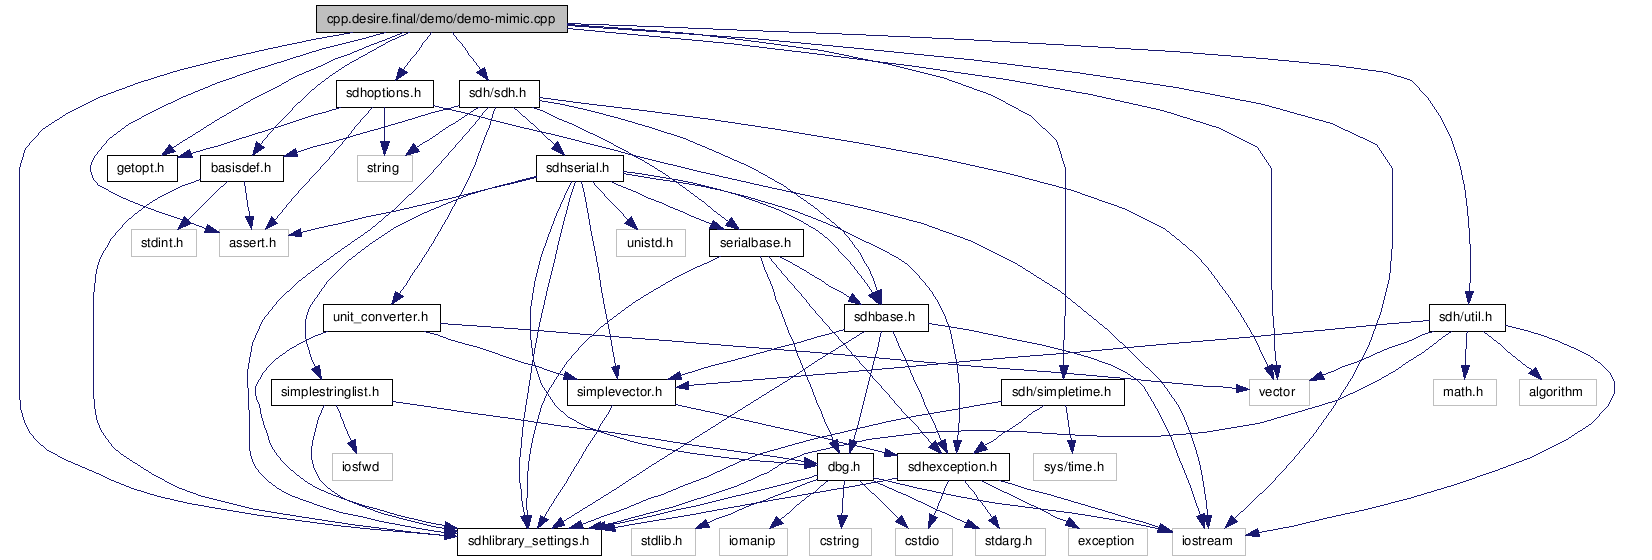 cpp.desire.final/demo/demo-mimic.cpp
sdhoptions.h
sdh/sdh.h
getopt.h
basisdef.h
string
sdhserial.h
stdint.h
assert.h
unistd.h
serialbase.h
unit_converter.h
sdhbase.h
sdh/util.h
simplestringlist.h
simplevector.h
sdh/simpletime.h
vector
math.h
algorithm
iosfwd
dbg.h
sdhexception.h
sys/time.h
sdhlibrary_settings.h
stdlib.h
iomanip
cstring
cstdio
stdarg.h
exception
iostream